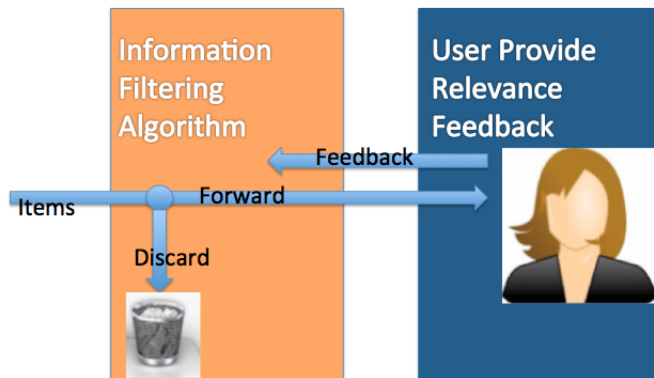 Information
Filtering
Algorithm
User Provide
Relevance
Feedback
Feedback
Forward
Items
Discard